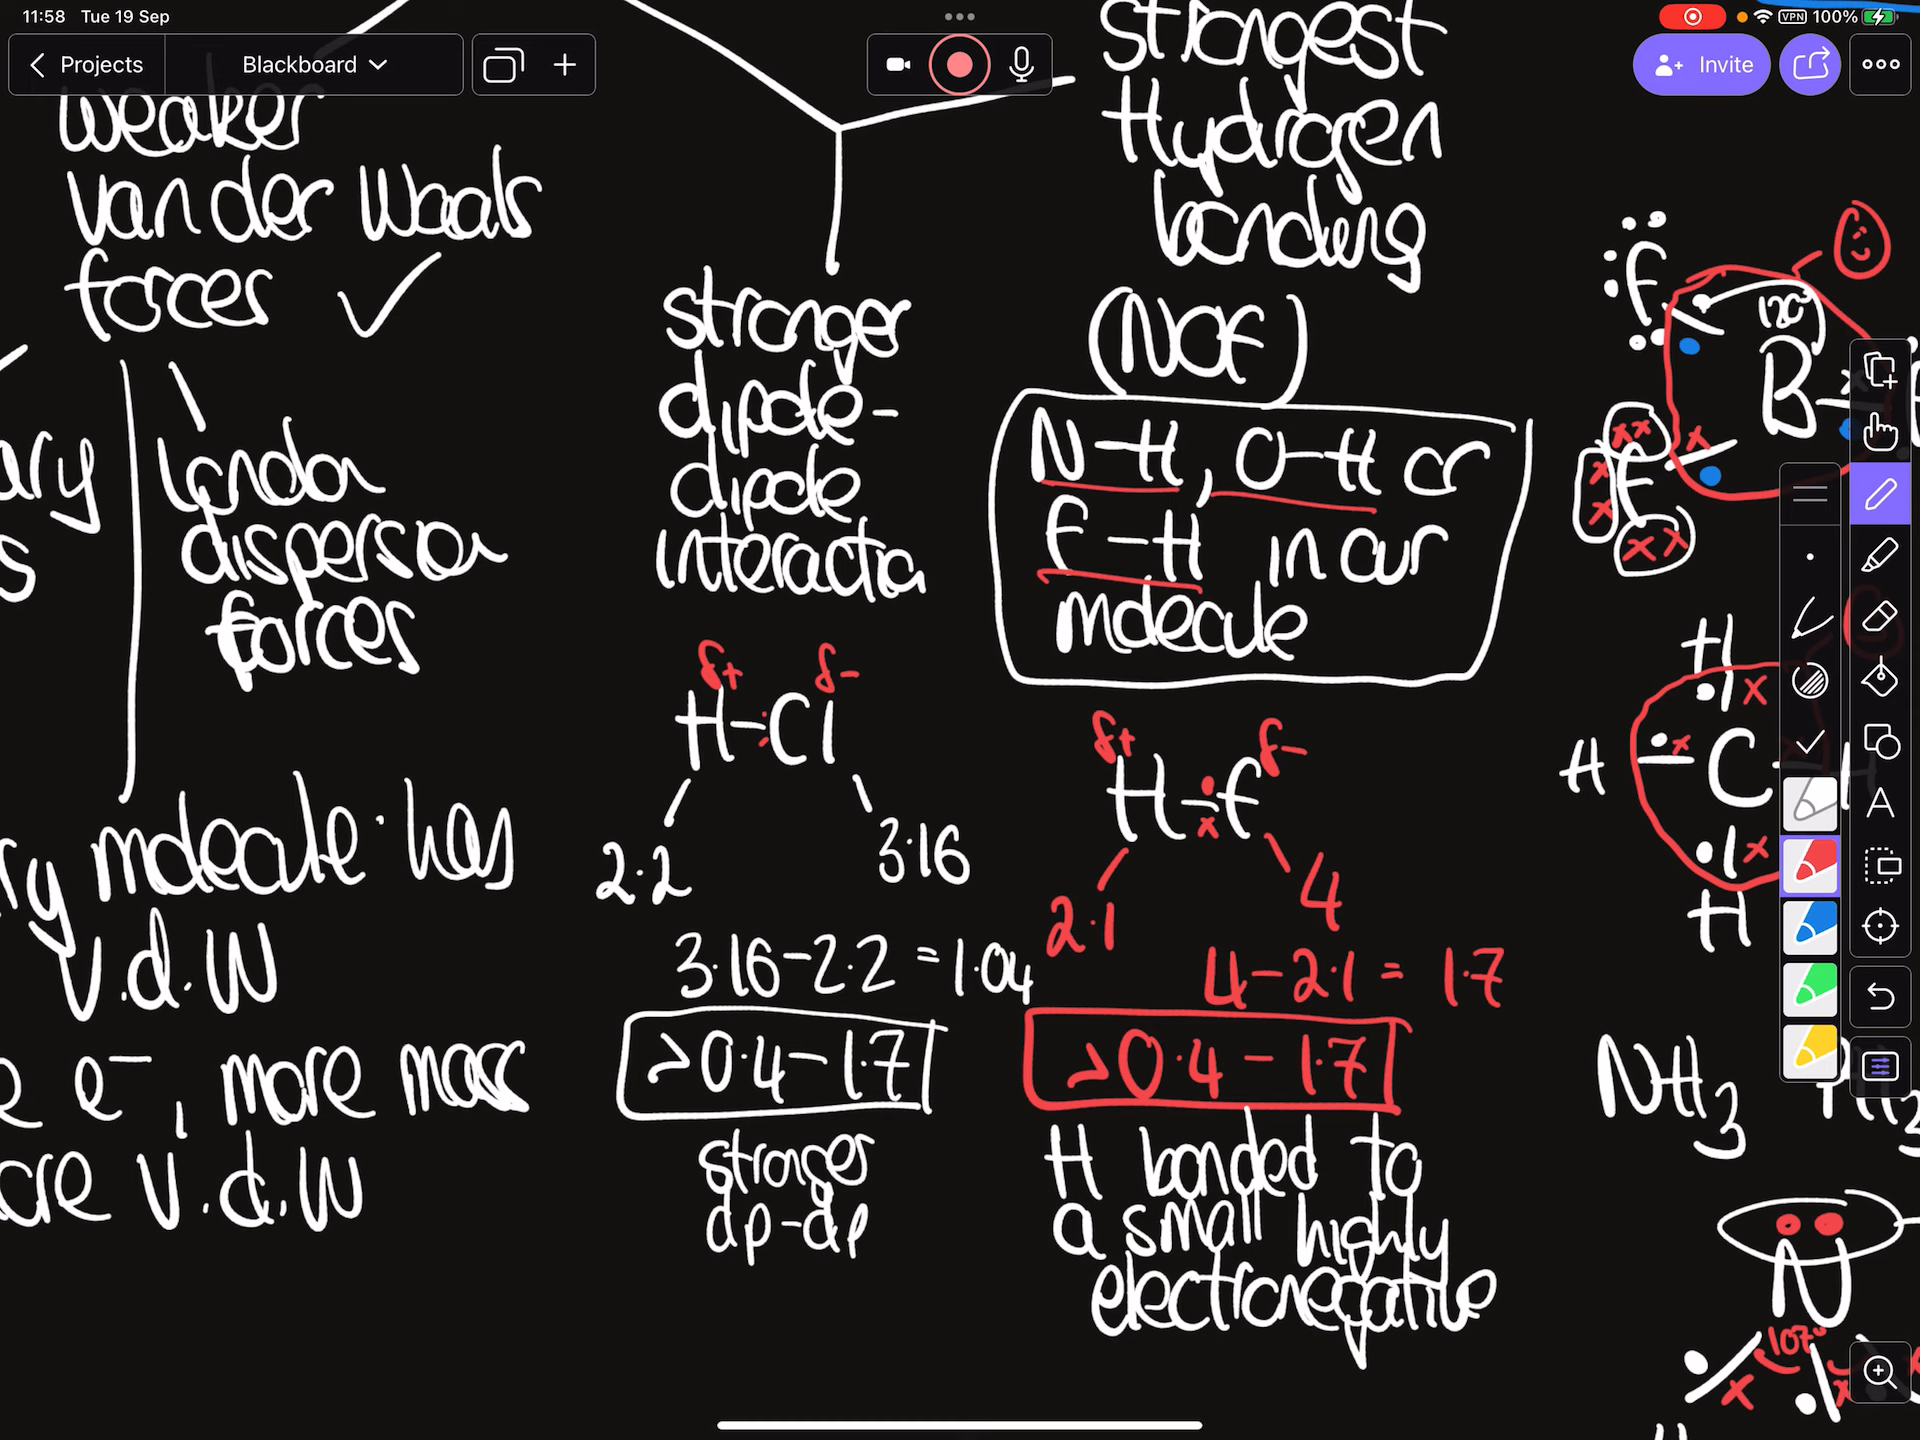 11:58 Tue 19 Sep
VPN 100%
Projects
Blackboard
Invite
weaker
van der Waals
forces ✓
London
dispersion
forces
molecule has
V.d.W
e⁻, more mass
V.d.W
stronger
dipole-
dipole
interaction
δ+ δ-
H-Cl
2.2 3.16
3.16-2.2 = 1.04
>0.4-1.7
stronger
dp-dp
strongest
Hydrogen
bonding
(NOF)
N-H, O-H or
F-H in our
molecule
δ+ δ-
H-F
2.1 4
4-2.1 = 1.7
>0.4-1.7
H bonded to
a small highly
electronegative
F
120°
B
F
H
H C H
H
NH3
N
107°
A